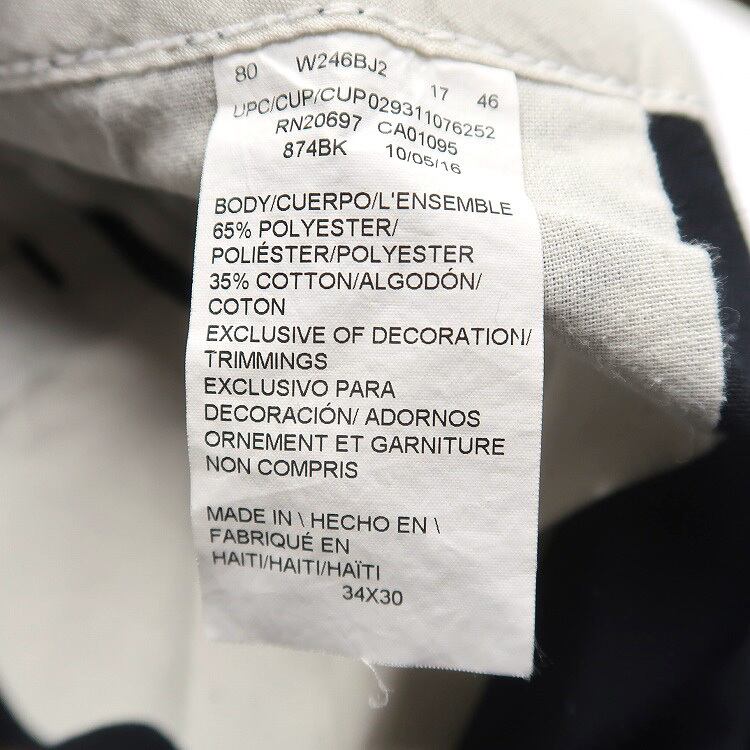 80 W246BJ2 17 46
UPC/CUP/CUP029311076252
RN20697 CA01095
874BK 10/05/16
BODY/CUERPO/L'ENSEMBLE
65% POLYESTER/
POLIÉSTER/POLYESTER
35% COTTON/ALGODÓN/
COTON
EXCLUSIVE OF DECORATION/
TRIMMINGS
EXCLUSIVO PARA
DECORACIÓN/ ADORNOS
ORNEMENT ET GARNITURE
NON COMPRIS
MADE IN \ HECHO EN \
FABRIQUÉ EN
HAITI/HAITI/HAÏTI
34X30